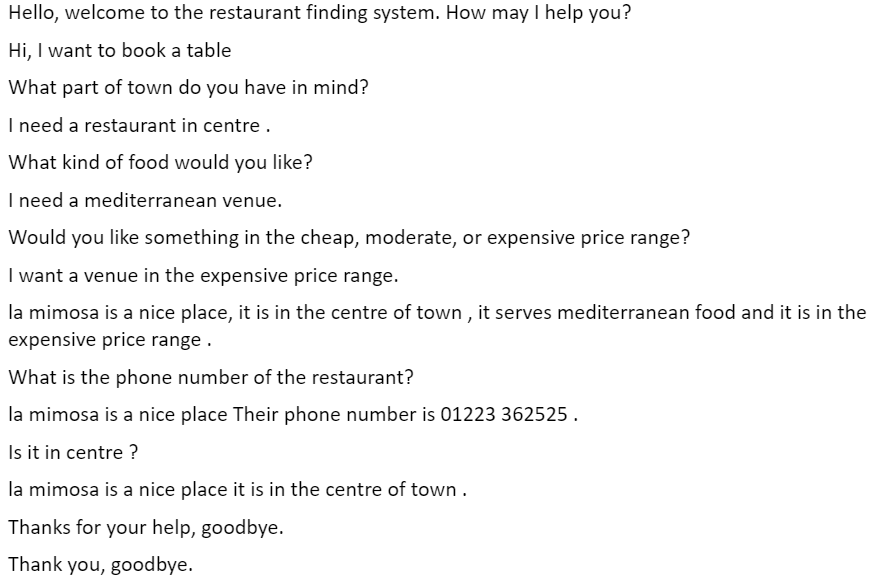 Hello, welcome to the restaurant finding system. How may I help you?
Hi, I want to book a table
What part of town do you have in mind?
I need a restaurant in centre .
What kind of food would you like?
I need a mediterranean venue.
Would you like something in the cheap, moderate, or expensive price range?
I want a venue in the expensive price range.
la mimosa is a nice place, it is in the centre of town , it serves mediterranean food and it is in the
expensive price range .
What is the phone number of the restaurant?
la mimosa is a nice place Their phone number is 01223 362525 .
Is it in centre ?
la mimosa is a nice place it is in the centre of town .
Thanks for your help, goodbye.
Thank you, goodbye.